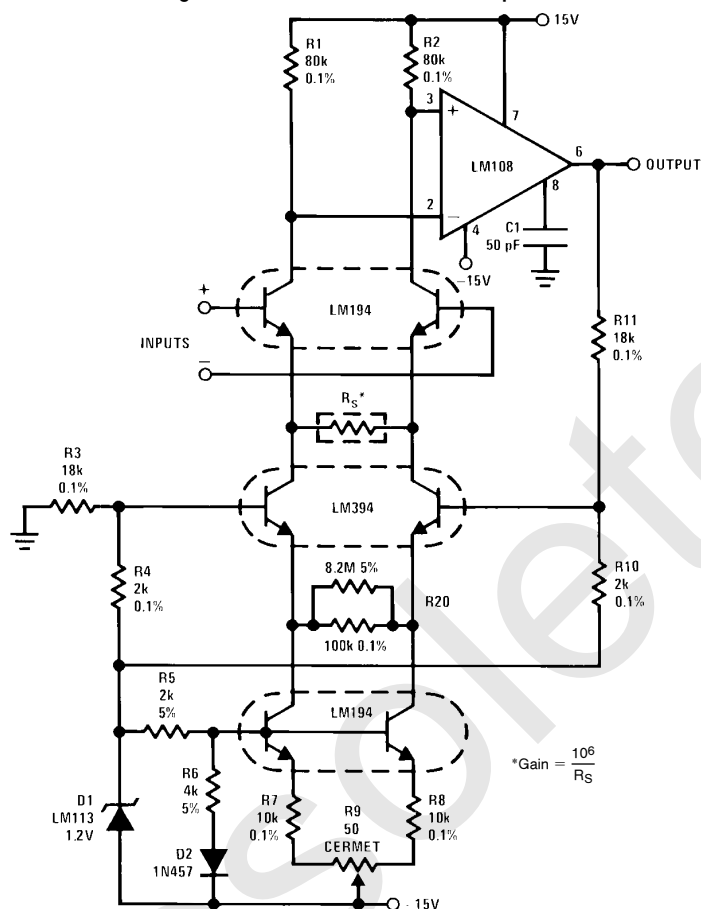 R1
80k
0.1%
R2
80k
0.1%
15V
3
+
7
LM108
6
OUTPUT
2
−
8
4
C1
50 pF
−15V
+
LM194
INPUTS
−
R11
18k
0.1%
RS*
R3
18k
0.1%
LM394
R4
2k
0.1%
8.2M 5%
R20
100k 0.1%
R10
2k
0.1%
R5
2k
5%
LM194
*Gain = 10⁶ / RS
R6
4k
5%
R7
10k
0.1%
R9
50
CERMET
R8
10k
0.1%
D1
LM113
1.2V
D2
1N457
-15V